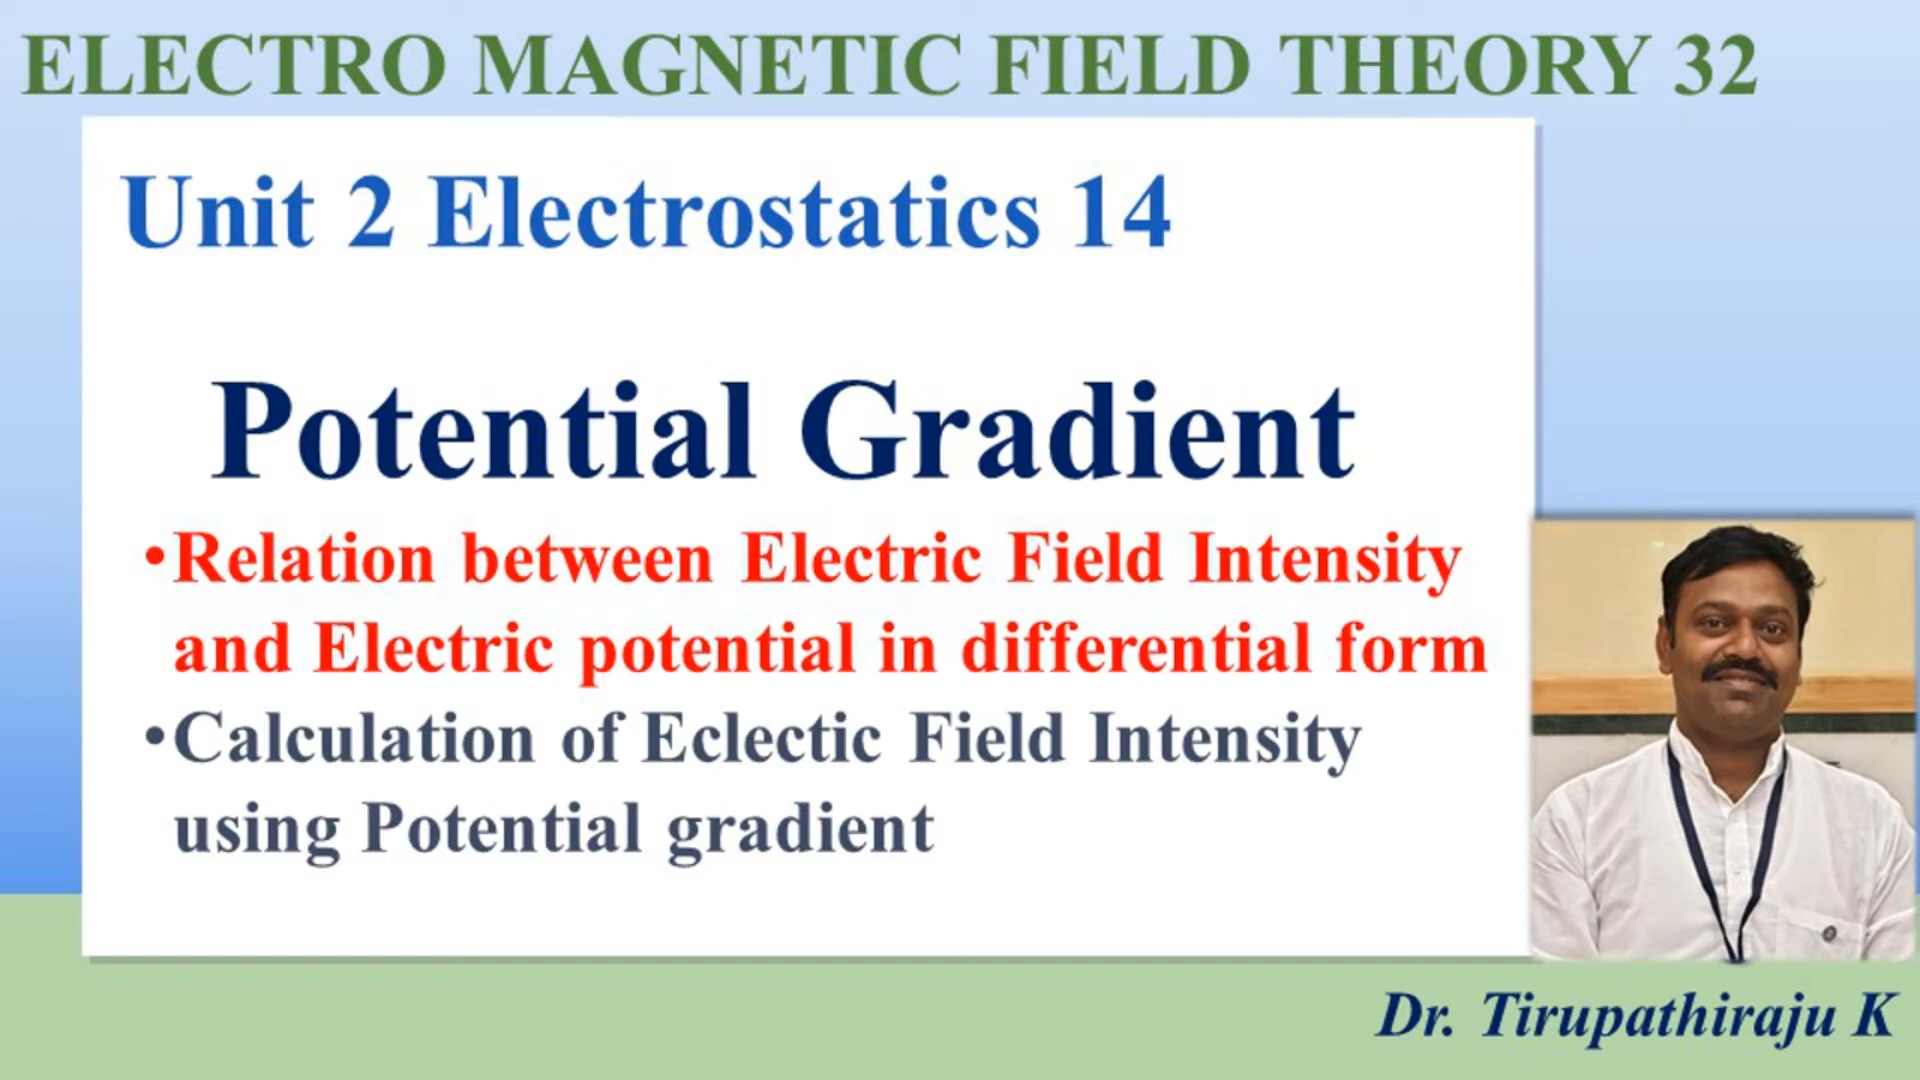 ELECTRO MAGNETIC FIELD THEORY 32
Unit 2 Electrostatics 14
Potential Gradient
•Relation between Electric Field Intensity
and Electric potential in differential form
•Calculation of Eclectic Field Intensity
using Potential gradient
Dr. Tirupathiraju K